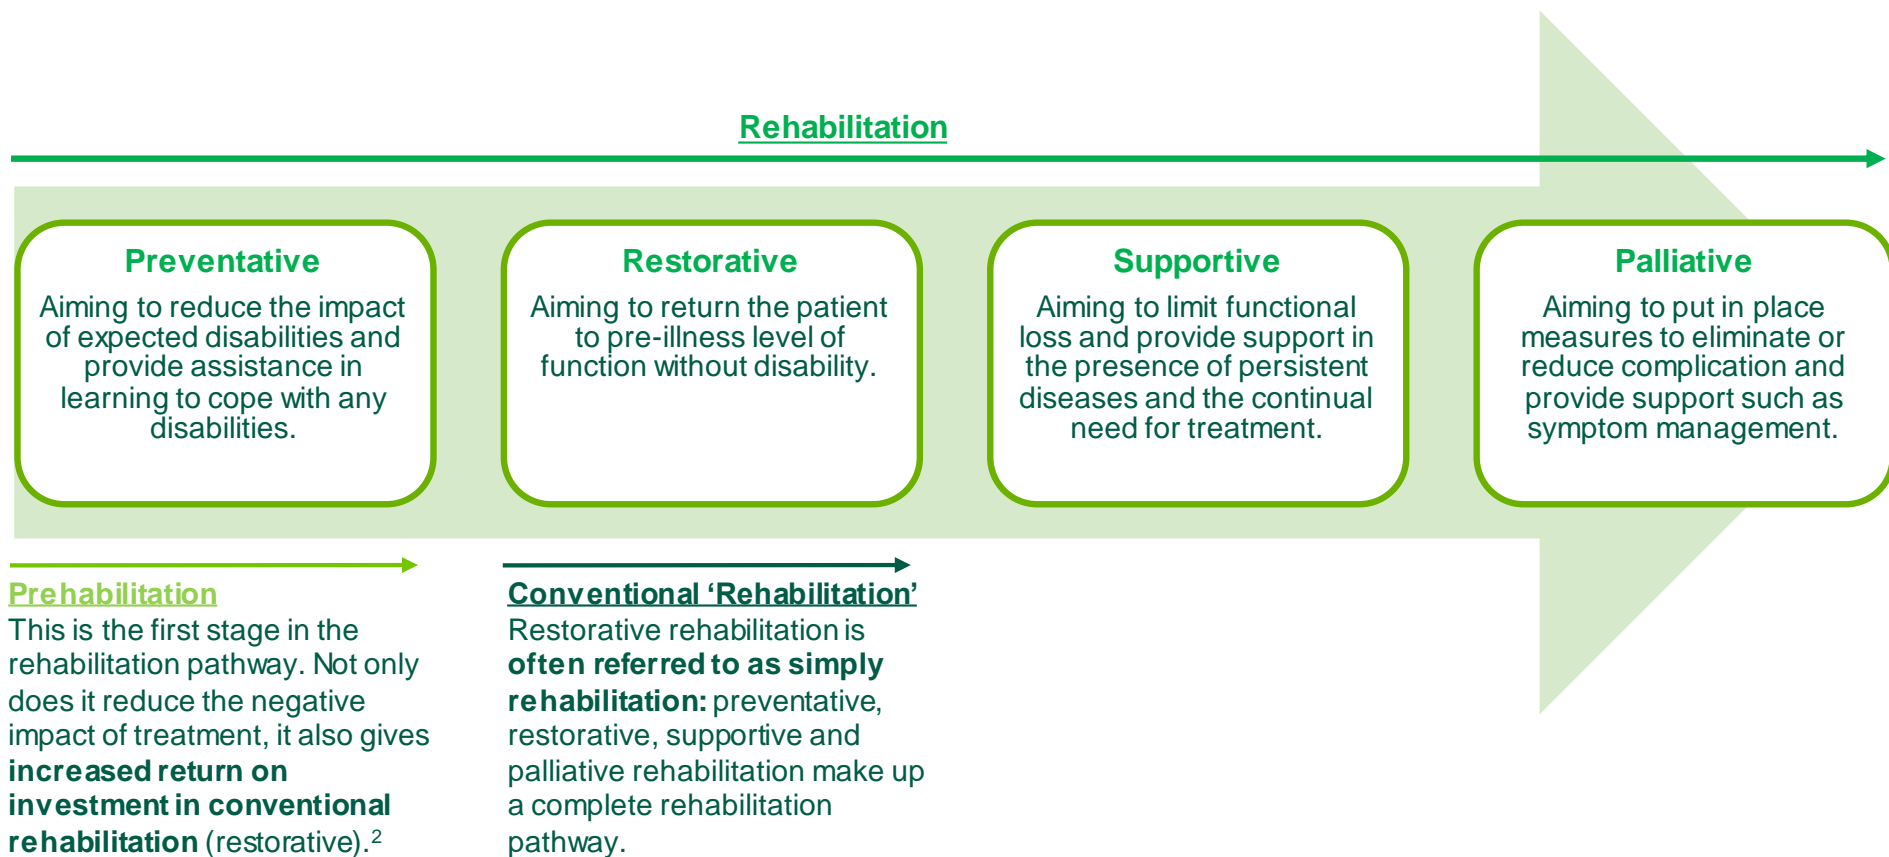 Rehabilitation
Preventative
Aiming to reduce the impact
of expected disabilities and
provide assistance in
learning to cope with any
disabilities.
Restorative
Aiming to return the patient
to pre-illness level of
function without disability.
Supportive
Aiming to limit functional
loss and provide support in
the presence of persistent
diseases and the continual
need for treatment.
Palliative
Aiming to put in place
measures to eliminate or
reduce complication and
provide support such as
symptom management.
Prehabilitation
This is the first stage in the
rehabilitation pathway. Not only
does it reduce the negative
impact of treatment, it also gives
increased return on
investment in conventional
rehabilitation (restorative).²
Conventional ‘Rehabilitation’
Restorative rehabilitation is
often referred to as simply
rehabilitation: preventative,
restorative, supportive and
palliative rehabilitation make up
a complete rehabilitation
pathway.